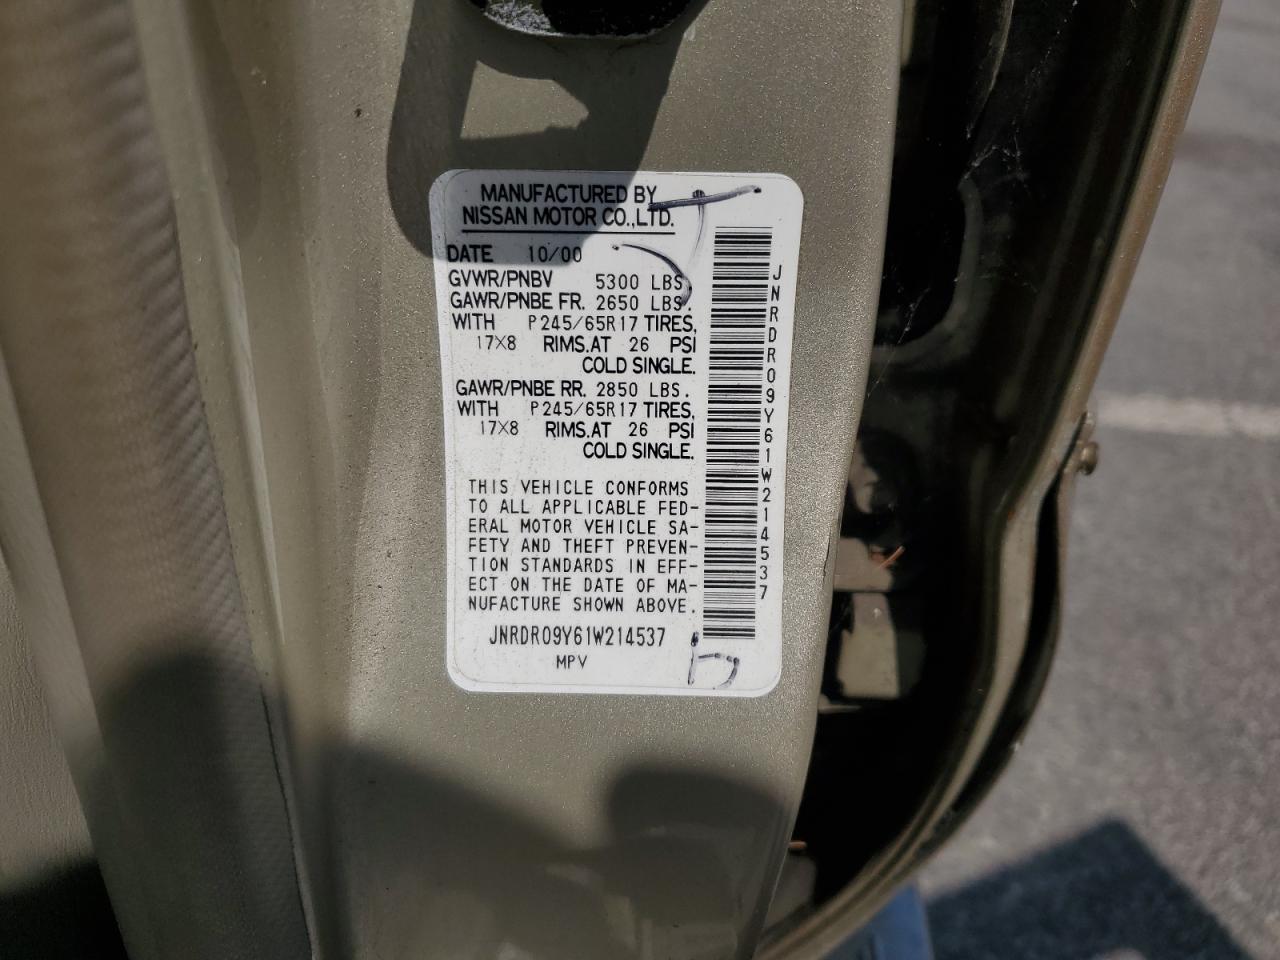 MANUFACTURED BY
NISSAN MOTOR CO.,LTD.
DATE 10/00
GVWR/PNBV 5300 LBS
GAWR/PNBE FR. 2650 LBS.
WITH P245/65R17 TIRES,
17X8 RIMS.AT 26 PSI
COLD SINGLE.
GAWR/PNBE RR. 2850 LBS.
WITH P245/65R17 TIRES,
17X8 RIMS.AT 26 PSI
COLD SINGLE.
THIS VEHICLE CONFORMS
TO ALL APPLICABLE FED-
ERAL MOTOR VEHICLE SA-
FETY AND THEFT PREVEN-
TION STANDARDS IN EFF-
ECT ON THE DATE OF MA-
NUFACTURE SHOWN ABOVE.
JNRDR09Y61W214537
MPV
JNRDR09Y61W214537